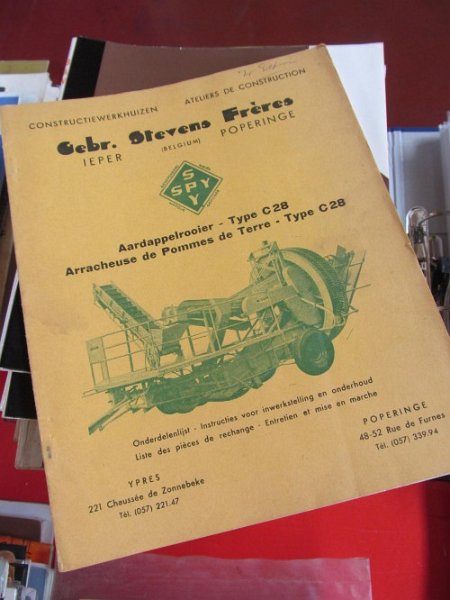 CONSTRUCTIEWERKHUIZEN
ATELIERS DE CONSTRUCTION
Gebr. Stevens Frères
IEPER (BELGIUM) POPERINGE
S
SPY
Y
Aardappelrooier - Type C 28
Arracheuse de Pommes de Terre - Type C 28
Onderdelenlijst - Instructies voor inwerkstelling en onderhoud
Liste des pièces de rechange - Entretien et mise en marche
YPRES
221 Chaussée de Zonnebeke
Tél. (057) 221.47
POPERINGE
48-52 Rue de Furnes
Tél. (057) 339.94